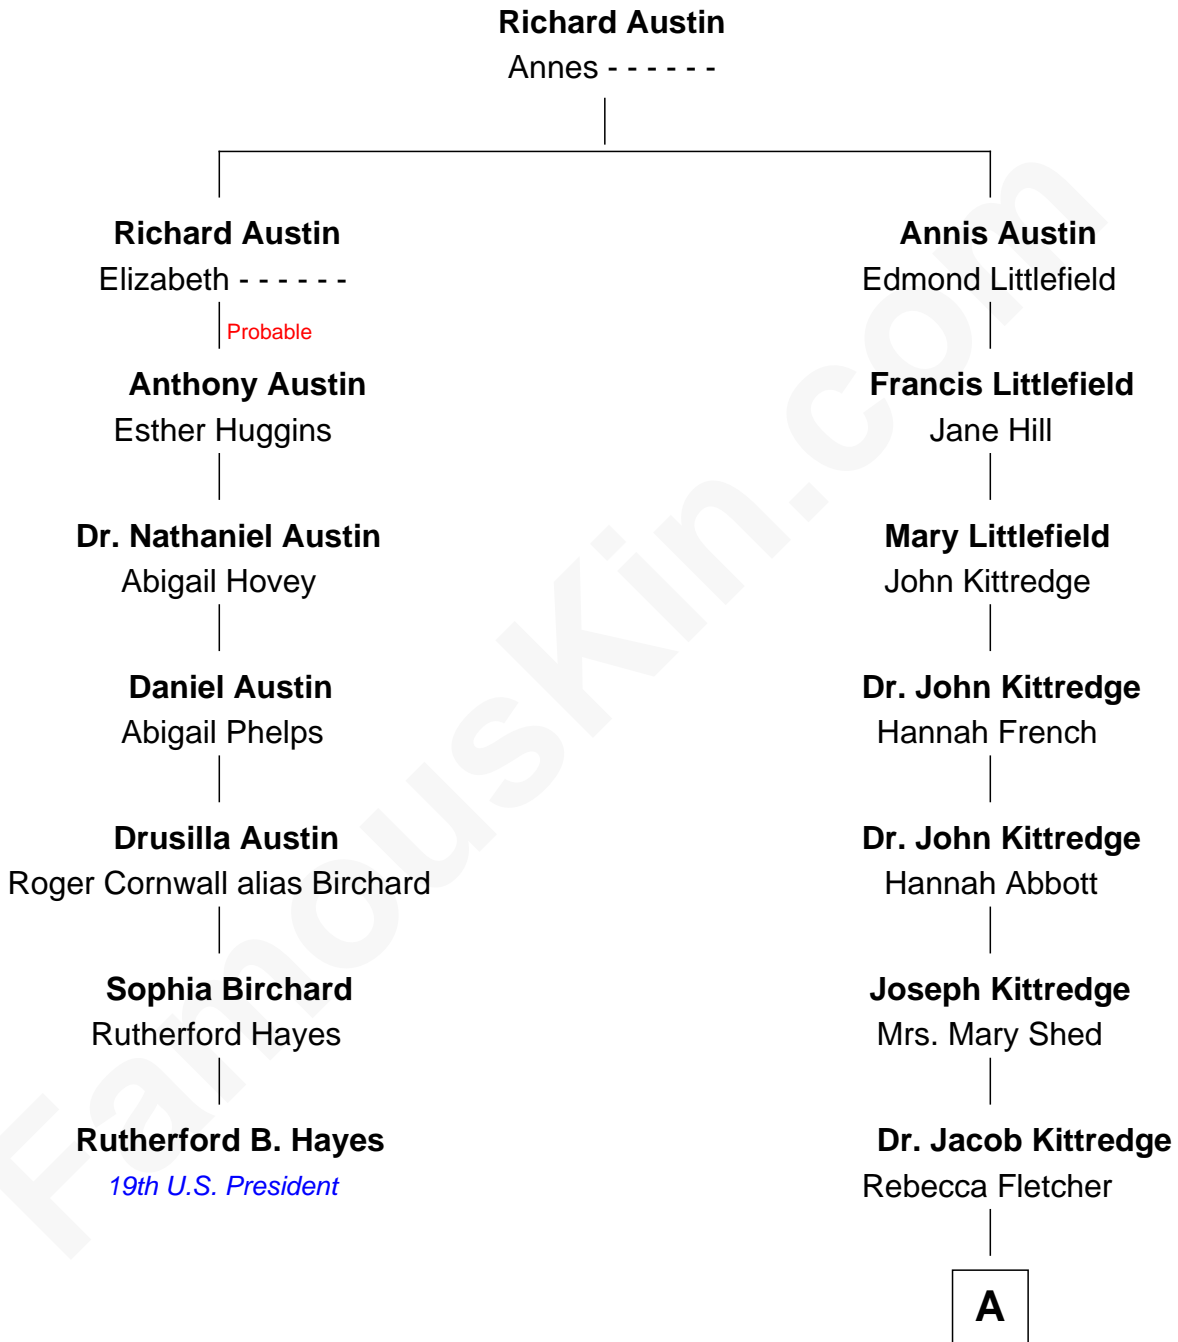 Richard Austin
Annes - - - - - -
Richard Austin
Elizabeth - - - - - -
Probable
Anthony Austin
Esther Huggins
Dr. Nathaniel Austin
Abigail Hovey
Daniel Austin
Abigail Phelps
Drusilla Austin
Roger Cornwall alias Birchard
Sophia Birchard
Rutherford Hayes
Rutherford B. Hayes
19th U.S. President
Annis Austin
Edmond Littlefield
Francis Littlefield
Jane Hill
Mary Littlefield
John Kittredge
Dr. John Kittredge
Hannah French
Dr. John Kittredge
Hannah Abbott
Joseph Kittredge
Mrs. Mary Shed
Dr. Jacob Kittredge
Rebecca Fletcher
A
FamousKin.com